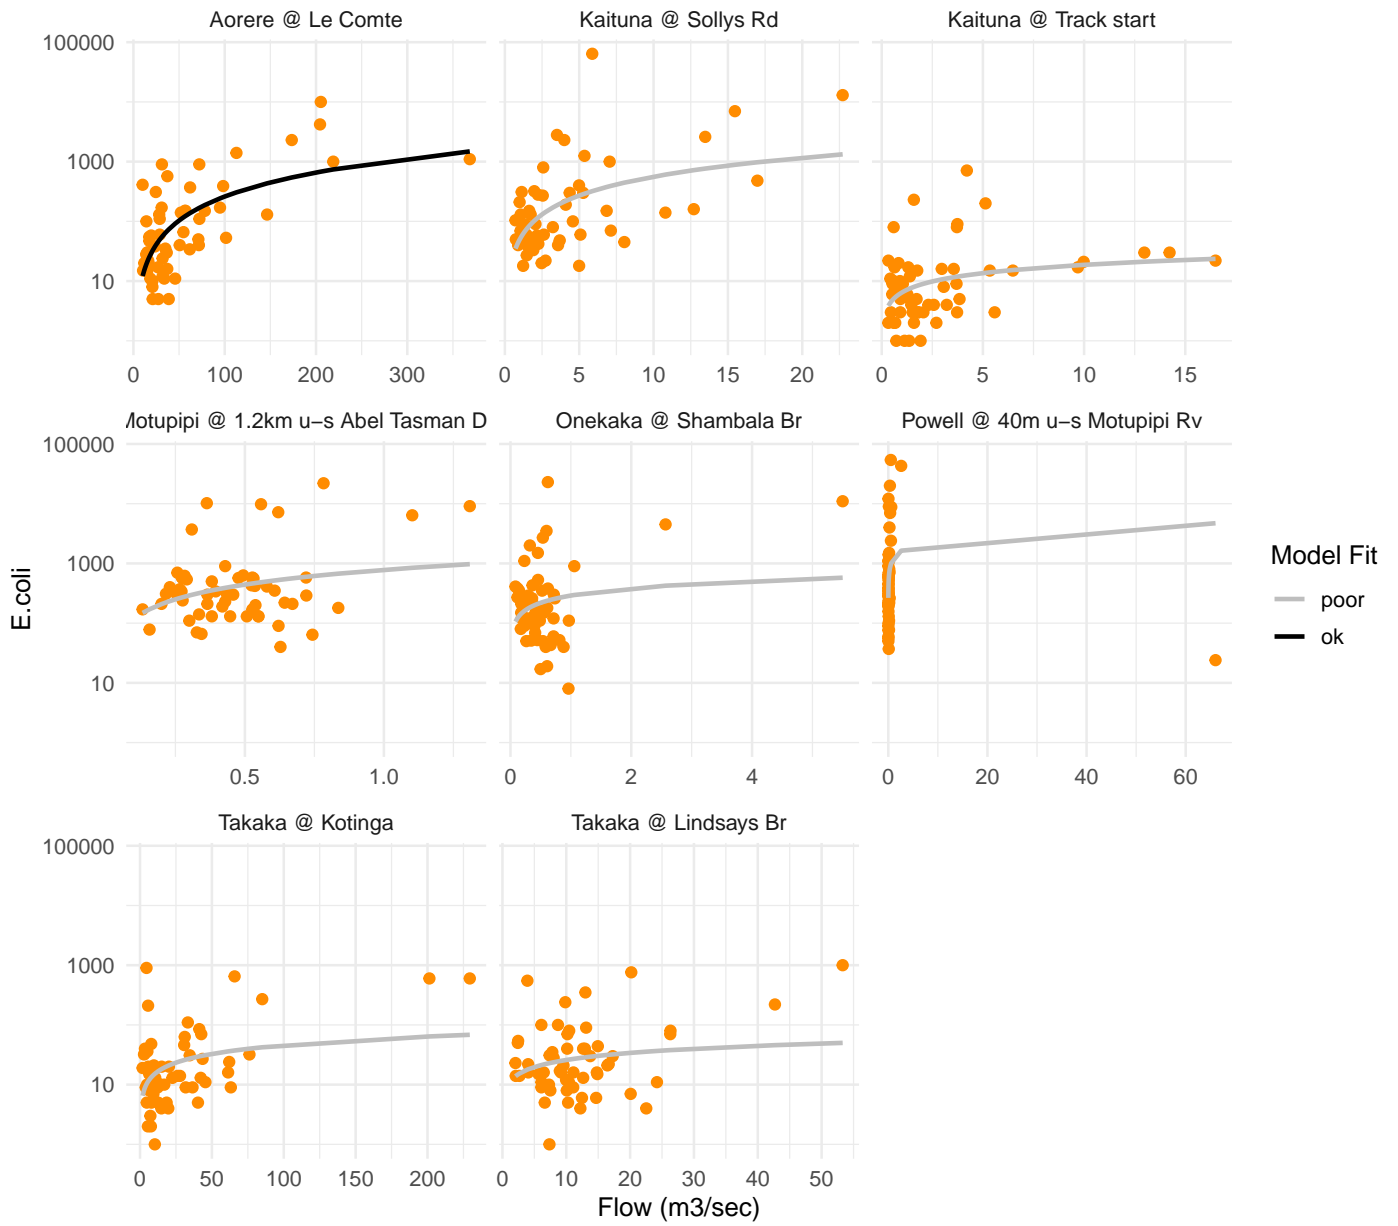 Aorere @ Le Comte
Kaituna @ Sollys Rd
Kaituna @ Track start
100000
1000
10
0 100 200 300
0 5 10 15 20
0 5 10 15
Motupipi @ 1.2km u−s Abel Tasman D
Onekaka @ Shambala Br
Powell @ 40m u−s Motupipi Rv
100000
1000
10
0.5 1.0
0 2 4
0 20 40 60
E.coli
Model Fit
poor
ok
Takaka @ Kotinga
Takaka @ Lindsays Br
100000
1000
10
0 50 100 150 200
0 10 20 30 40 50
Flow (m3/sec)